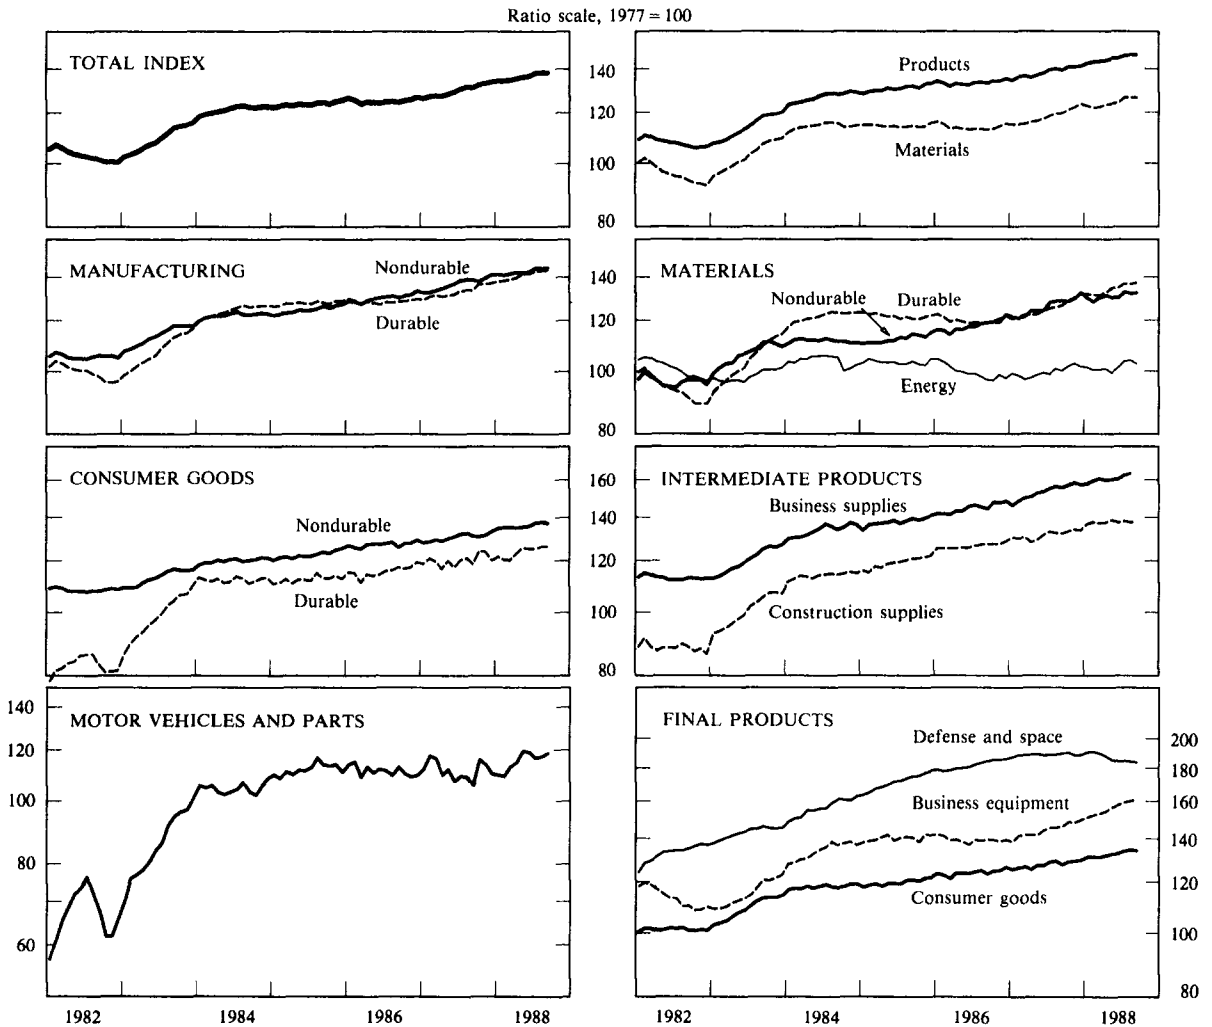 Ratio scale, 1977 = 100
TOTAL INDEX
140
120
100
80
Products
Materials
MANUFACTURING
Nondurable
Durable
140
120
100
80
MATERIALS
Nondurable
Durable
Energy
CONSUMER GOODS
Nondurable
Durable
160
140
120
100
80
INTERMEDIATE PRODUCTS
Business supplies
Construction supplies
140
120
100
80
60
MOTOR VEHICLES AND PARTS
1982
1984
1986
1988
FINAL PRODUCTS
Defense and space
Business equipment
Consumer goods
200
180
160
140
120
100
80
1982
1984
1986
1988